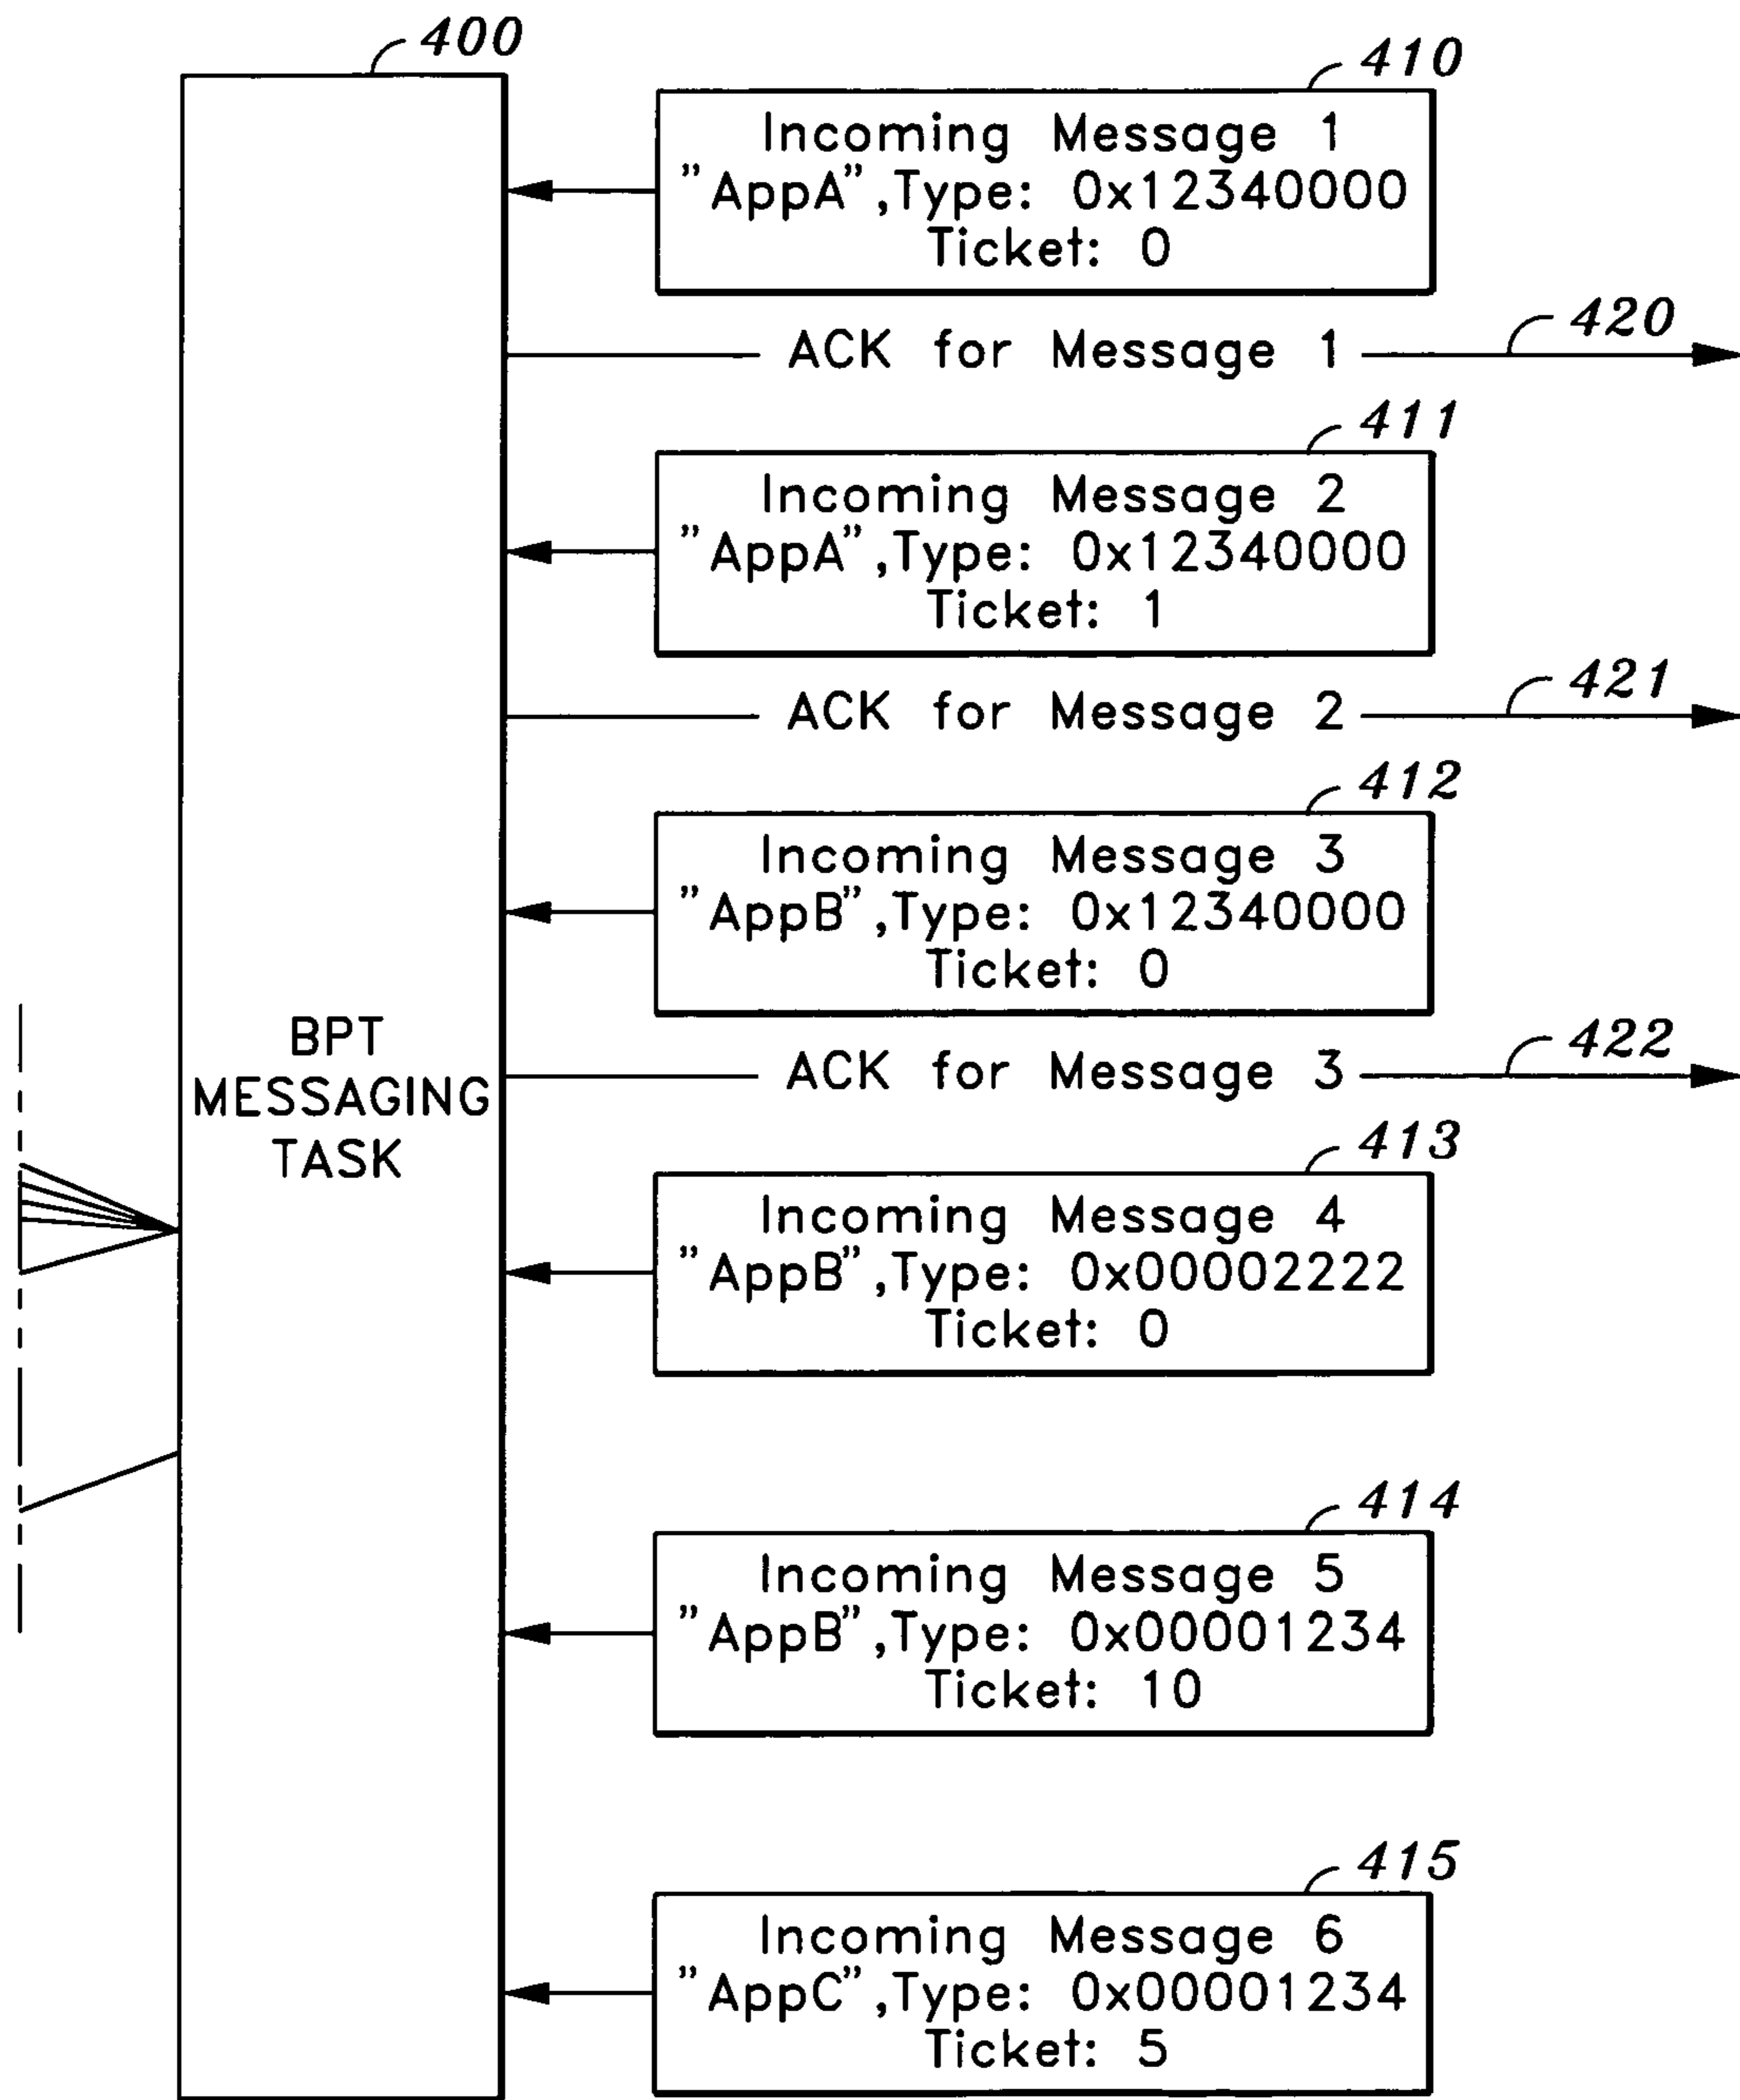 400
410
Incoming Message 1
"AppA",Type: 0x12340000
Ticket: 0
420
ACK for Message 1
411
Incoming Message 2
"AppA",Type: 0x12340000
Ticket: 1
421
ACK for Message 2
412
Incoming Message 3
"AppB",Type: 0x12340000
Ticket: 0
BPT
MESSAGING
TASK
422
ACK for Message 3
413
Incoming Message 4
"AppB",Type: 0x00002222
Ticket: 0
414
Incoming Message 5
"AppB",Type: 0x00001234
Ticket: 10
415
Incoming Message 6
"AppC",Type: 0x00001234
Ticket: 5